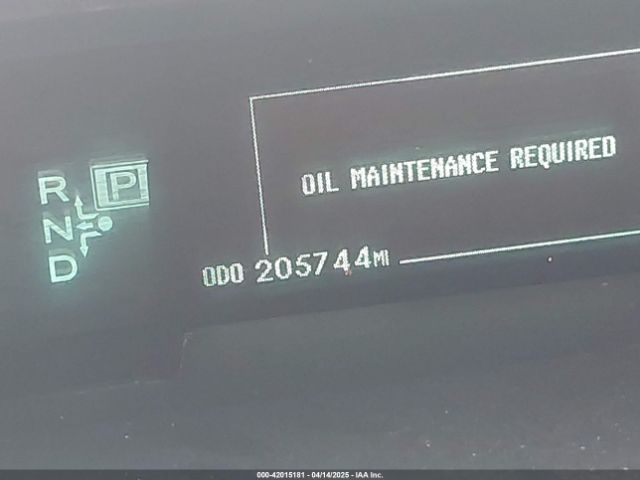 R P
OIL MAINTENANCE REQUIRED
N
D
ODO 205744MI
000-42015181 - 04/14/2025 - IAA Inc.